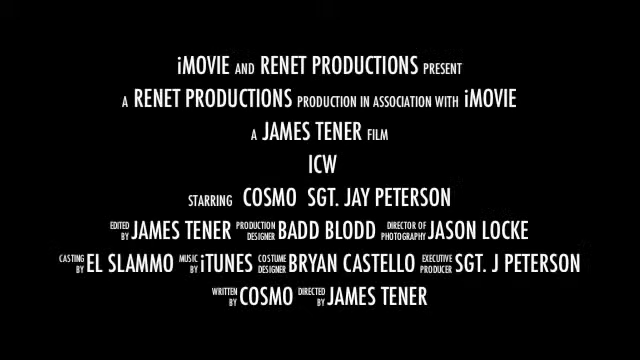 iMOVIE AND RENET PRODUCTIONS PRESENT
A RENET PRODUCTIONS PRODUCTION IN ASSOCIATION WITH iMOVIE
A JAMES TENER FILM
ICW
STARRING COSMO SGT. JAY PETERSON
EDITED BY JAMES TENER PRODUCTION DESIGNER BADD BLODD DIRECTOR OF PHOTOGRAPHY JASON LOCKE
CASTING BY EL SLAMMO MUSIC BY iTUNES COSTUME DESIGNER BRYAN CASTELLO EXECUTIVE PRODUCER SGT. J PETERSON
WRITTEN BY COSMO DIRECTED BY JAMES TENER